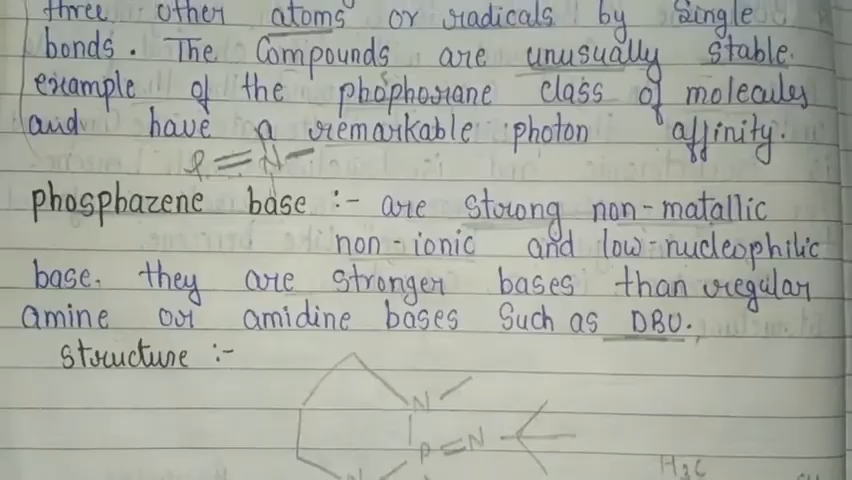 three other atoms or radicals by single
bonds. The Compounds are unusually stable.
example of the phophorane class of molecules
and have a remarkable photon affinity.
P=N-
phosphazene base :- are strong non-matallic
non-ionic and low-nucleophilic
base. they are stronger bases than regular
amine or amidine bases Such as DBU.
structure :-
N
P=N
N
H3C